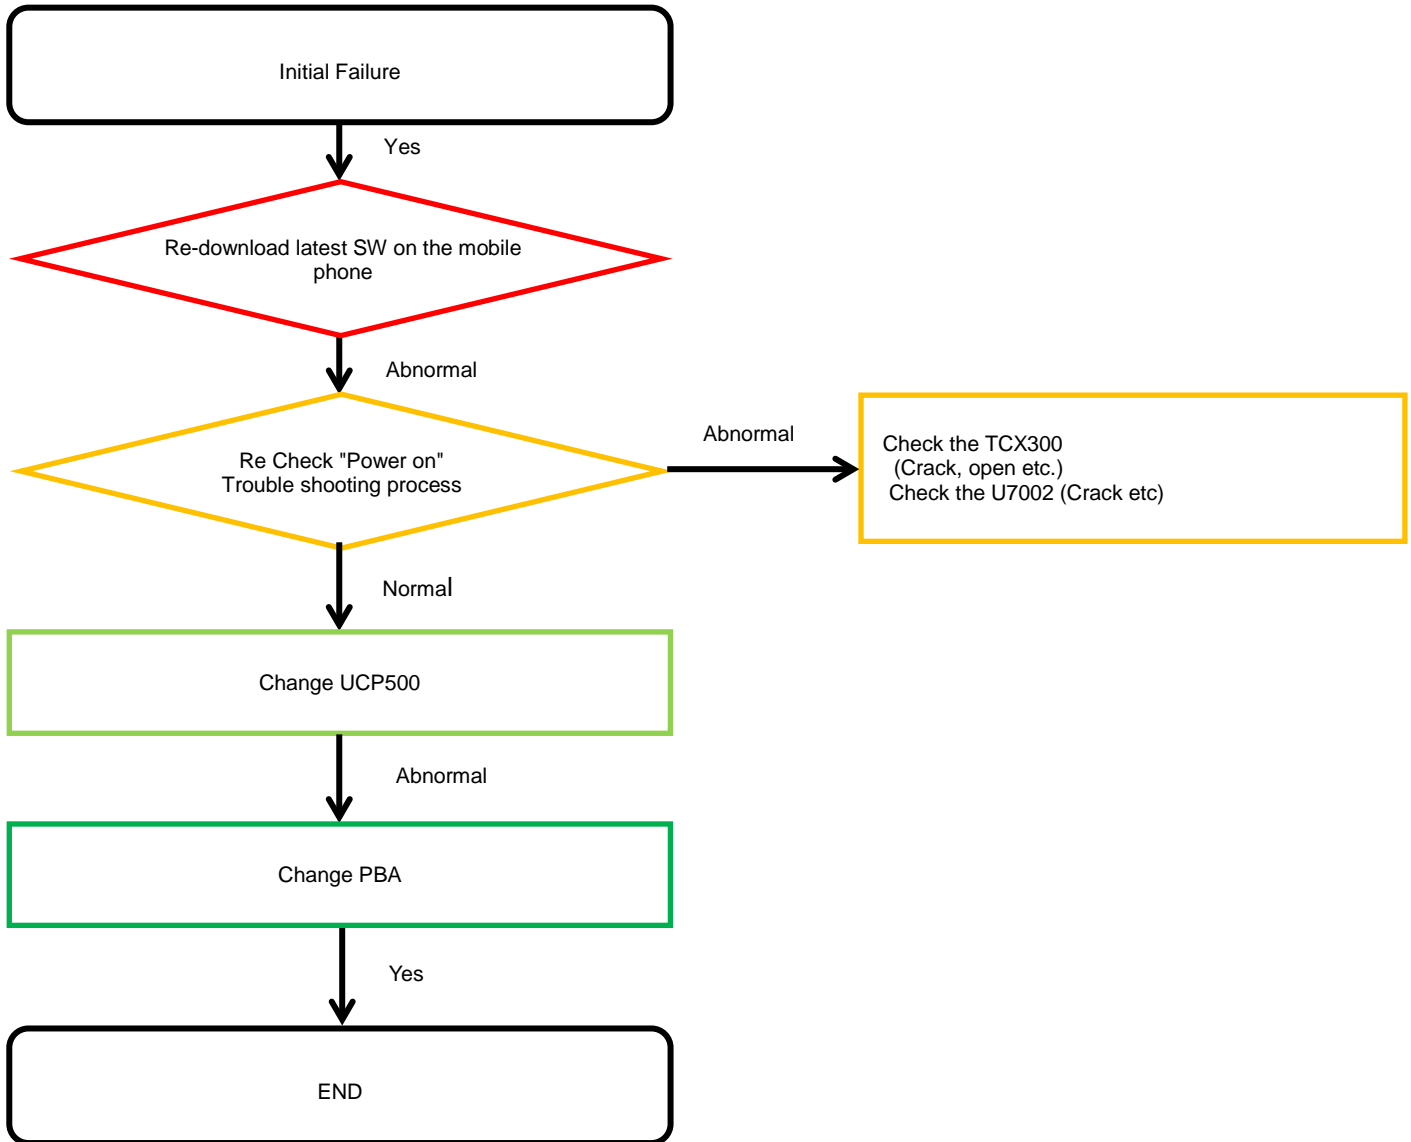 Initial Failure
Yes
Re-download latest SW on the mobile
phone
Abnormal
Re Check "Power on"
Trouble shooting process
Abnormal
Check the TCX300
(Crack, open etc.)
Check the U7002 (Crack etc)
Normal
Change UCP500
Abnormal
Change PBA
Yes
END